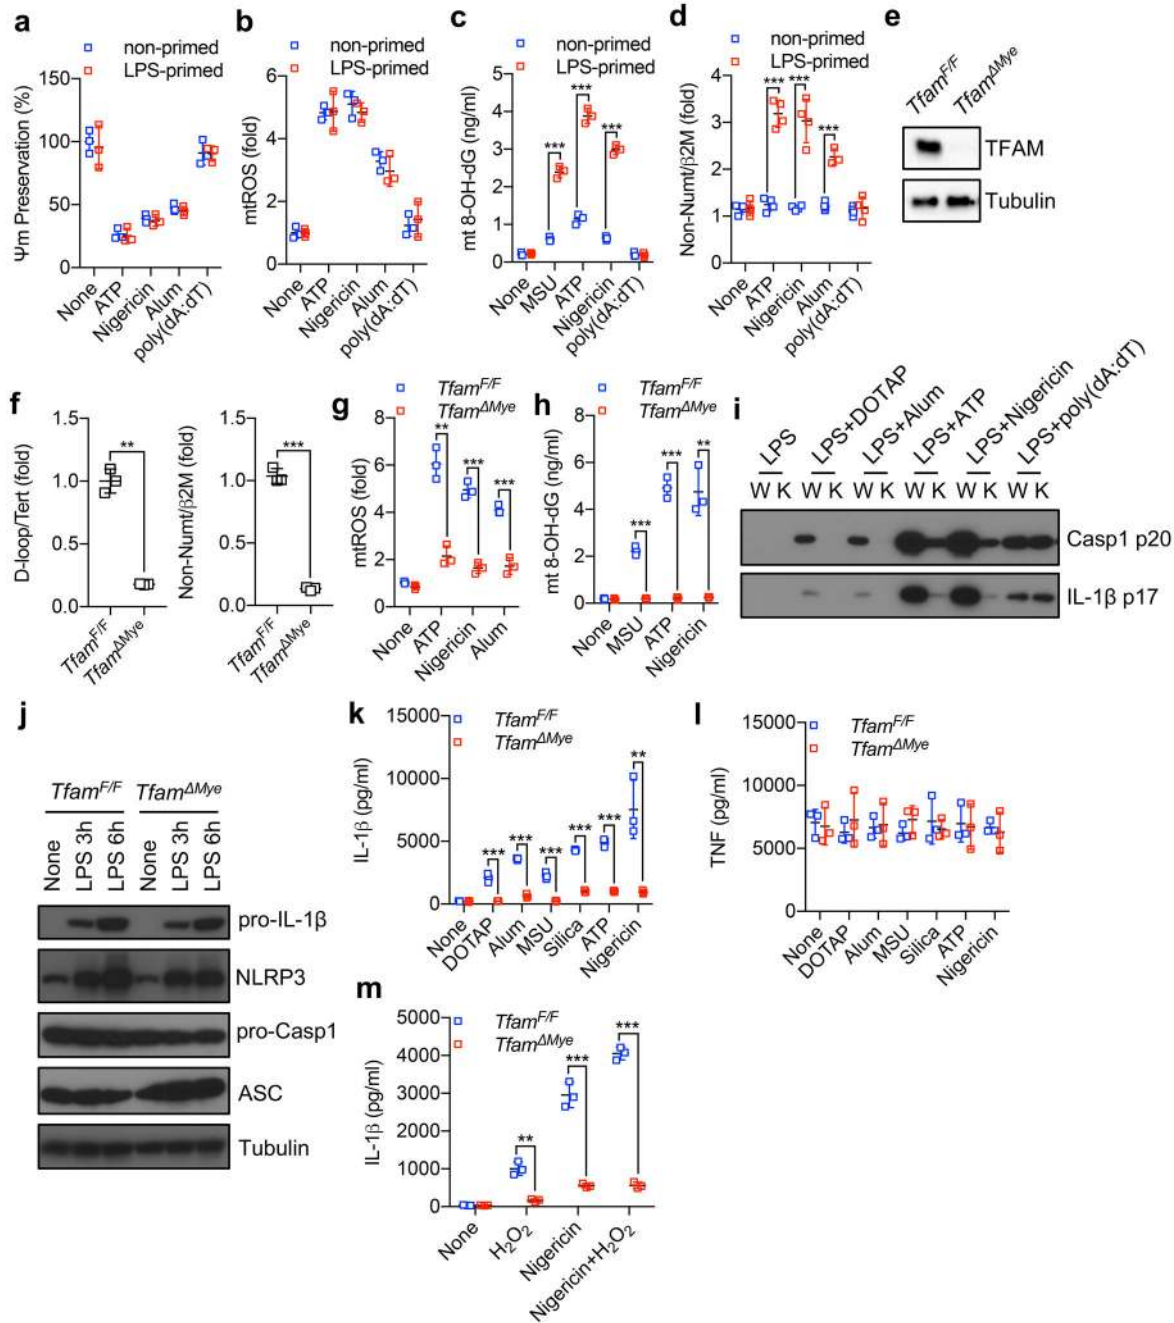 a
non-primed
LPS-primed
Ψm Preservation (%)
150
100
50
0
None
ATP
Nigericin
Alum
poly(dA:dT)
b
non-primed
LPS-primed
mtROS (fold)
6
4
2
0
None
ATP
Nigericin
Alum
poly(dA:dT)
c
non-primed
LPS-primed
mt 8-OH-dG (ng/ml)
5
4
3
2
1
0
***
***
***
None
MSU
ATP
Nigericin
poly(dA:dT)
d
non-primed
LPS-primed
Non-Numt/β2M (fold)
4
3
2
1
0
***
***
***
None
ATP
Nigericin
Alum
poly(dA:dT)
e
Tfam^F/F
Tfam^ΔMye
TFAM
Tubulin
f
D-loop/Tert (fold)
1.5
1.0
0.5
0.0
**
Tfam^F/F
Tfam^ΔMye
Non-Numt/β2M (fold)
1.5
1.0
0.5
0.0
***
Tfam^F/F
Tfam^ΔMye
g
Tfam^F/F
Tfam^ΔMye
mtROS (fold)
8
6
4
2
0
**
***
***
None
ATP
Nigericin
Alum
h
Tfam^F/F
Tfam^ΔMye
mt 8-OH-dG (ng/ml)
8
6
4
2
0
***
***
**
None
MSU
ATP
Nigericin
i
LPS
LPS+DOTAP
LPS+Alum
LPS+ATP
LPS+Nigericin
LPS+poly(dA:dT)
W K W K W K W K W K W K
Casp1 p20
IL-1β p17
j
Tfam^F/F
Tfam^ΔMye
None
LPS 3h
LPS 6h
None
LPS 3h
LPS 6h
pro-IL-1β
NLRP3
pro-Casp1
ASC
Tubulin
k
Tfam^F/F
Tfam^ΔMye
IL-1β (pg/ml)
15000
10000
5000
0
***
***
***
***
***
**
None
DOTAP
Alum
MSU
Silica
ATP
Nigericin
l
Tfam^F/F
Tfam^ΔMye
TNF (pg/ml)
15000
10000
5000
0
None
DOTAP
Alum
MSU
Silica
ATP
Nigericin
m
Tfam^F/F
Tfam^ΔMye
IL-1β (pg/ml)
5000
4000
3000
2000
1000
0
**
***
***
None
H₂O₂
Nigericin
Nigericin+H₂O₂